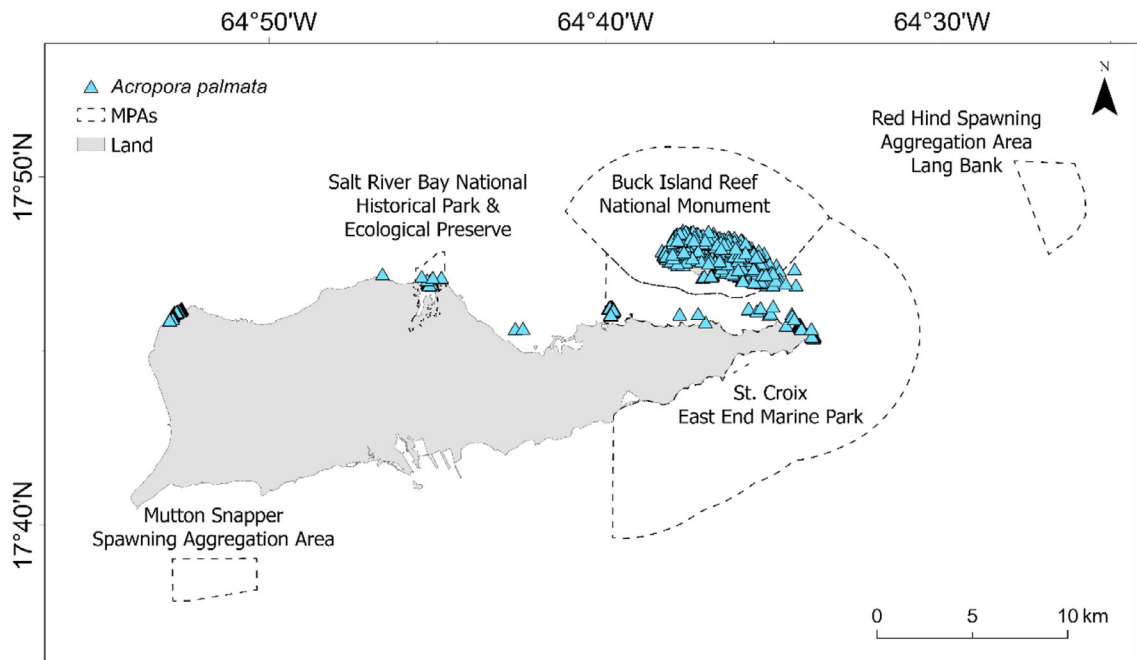 64°50'W
64°40'W
64°30'W
17°50'N
17°40'N
Acropora palmata
MPAs
Land
N
Red Hind Spawning
Aggregation Area
Lang Bank
Salt River Bay National
Historical Park &
Ecological Preserve
Buck Island Reef
National Monument
St. Croix
East End Marine Park
Mutton Snapper
Spawning Aggregation Area
0
5
10 km